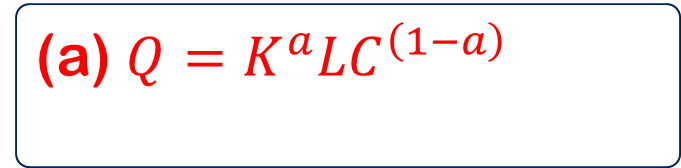 (a) Q = K^a LC^(1−a)